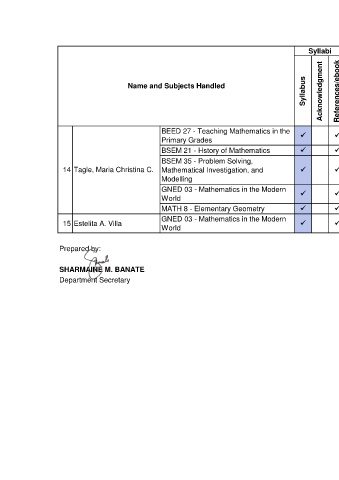 Syllabi
Name and Subjects Handled
Syllabus
Acknowledgment
References/ebook
14 Tagle, Maria Christina C.
BEED 27 - Teaching Mathematics in the
Primary Grades
✓ ✓
BSEM 21 - Hstory of Mathematics ✓ ✓
BSEM 35 - Problem Solving,
Mathematical Investigation, and
Modelling
✓ ✓
GNED 03 - Mathematics in the Modern
World
✓ ✓
MATH 8 - Elementary Geometry ✓ ✓
15 Estelita A. Villa
GNED 03 - Mathematics in the Modern
World
✓ ✓
Prepared by:
SHARMAINE M. BANATE
Department Secretary